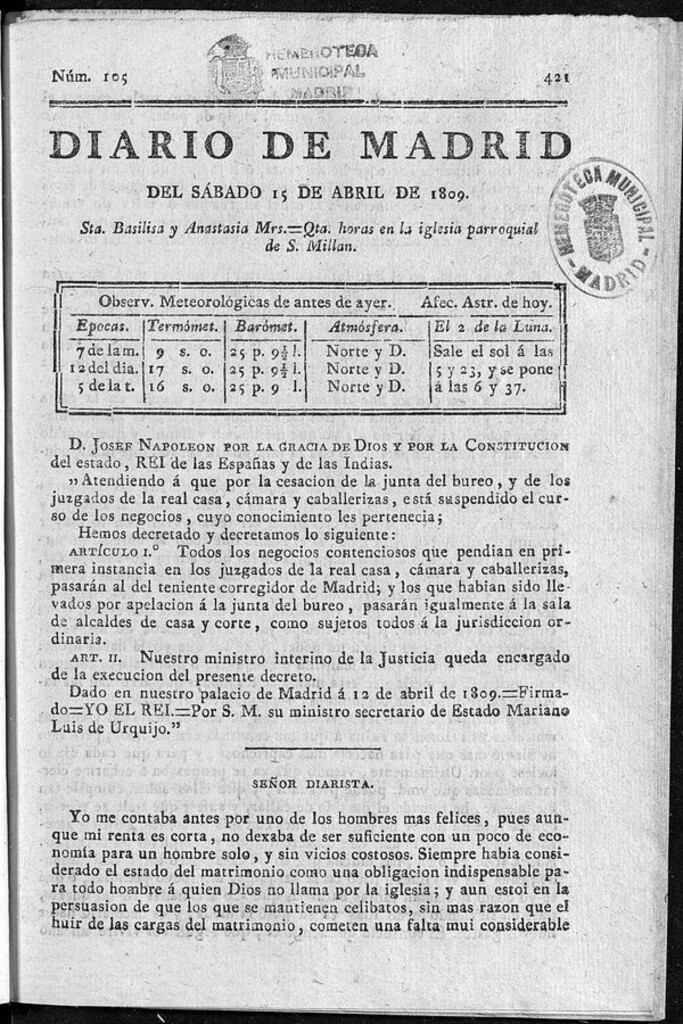 Núm. 105
HEMEROTECA
MUNICIPAL
MADRID
421
DIARIO DE MADRID
DEL SÁBADO 15 DE ABRIL DE 1809.
HEMEROTECA MUNICIPAL
- MADRID -
Sta. Basilisa y Anastasia Mrs.=Qta. horas en la iglesia parroquial
de S. Millan.
Observ. Meteorológicas de antes de ayer. Afec. Astr. de hoy.
Epocas. Termómet. Barómet. Atmósfera. El 2 de la Luna.
7 de la m. 9 s. o. 25 p. 9½ l. Norte y D. Sale el sol á las
12 del dia. 17 s. o. 25 p. 9½ l. Norte y D. 5 y 23, y se pone
5 de la t. 16 s. o. 25 p. 9 l. Norte y D. á las 6 y 37.
D. JOSEF NAPOLEON POR LA GRACIA DE DIOS Y POR LA CONSTITUCION
del estado, REI de las Españas y de las Indias.
„Atendiendo á que por la cesacion de la junta del bureo, y de los
juzgados de la real casa, cámara y caballerizas, está suspendido el cur-
so de los negocios, cuyo conocimiento les pertenecia;
Hemos decretado y decretamos lo siguiente:
ARTÍCULO I.º Todos los negocios contenciosos que pendian en pri-
mera instancia en los juzgados de la real casa, cámara y caballerizas,
pasarán al del teniente corregidor de Madrid; y los que habian sido lle-
vados por apelacion á la junta del bureo, pasarán igualmente á la sala
de alcaldes de casa y corte, como sujetos todos á la jurisdiccion or-
dinaria.
ART. II. Nuestro ministro interino de la Justicia queda encargado
de la execucion del presente decreto.
Dado en nuestro palacio de Madrid á 12 de abril de 1809.=Firma-
do=YO EL REI.=Por S. M. su ministro secretario de Estado Mariano
Luis de Urquijo.”
SEÑOR DIARISTA.
Yo me contaba antes por uno de los hombres mas felices, pues aun-
que mi renta es corta, no dexaba de ser suficiente con un poco de eco-
nomía para un hombre solo, y sin vicios costosos. Siempre habia consi-
derado el estado del matrimonio como una obligacion indispensable pa-
ra todo hombre á quien Dios no llama por la iglesia; y aun estoi en la
persuasion de que los que se mantienen celibatos, sin mas razon que el
huir de las cargas del matrimonio, cometen una falta mui considerable